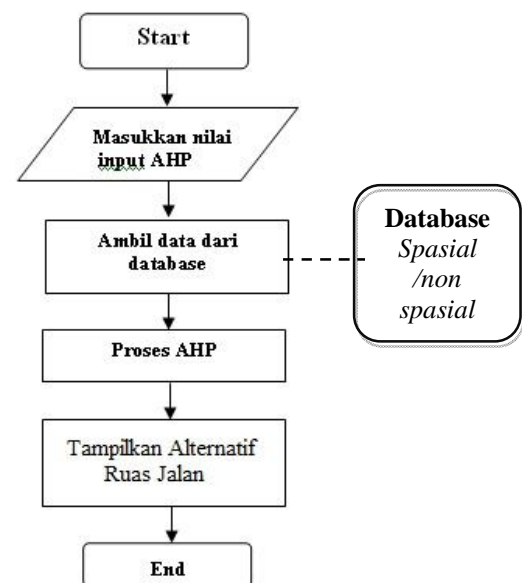 Start
Masukkan nilai
input AHP
Ambil data dari
database
Database
Spasial
/non
spasial
Proses AHP
Tampilkan Alternatif
Ruas Jalan
End